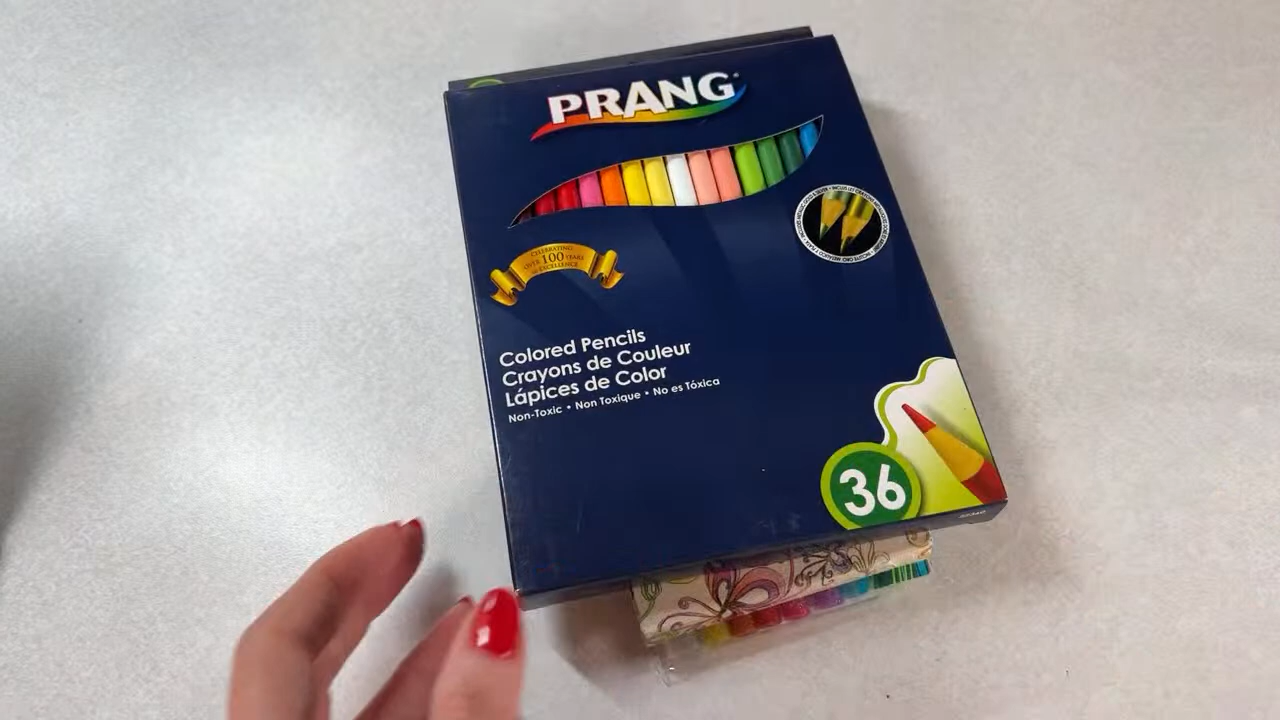 PRANG
CELEBRATING
OVER 100 YEARS
OF EXCELLENCE
Colored Pencils
Crayons de Couleur
Lápices de Color
Non-Toxic • Non Toxique • No es Tóxica
36